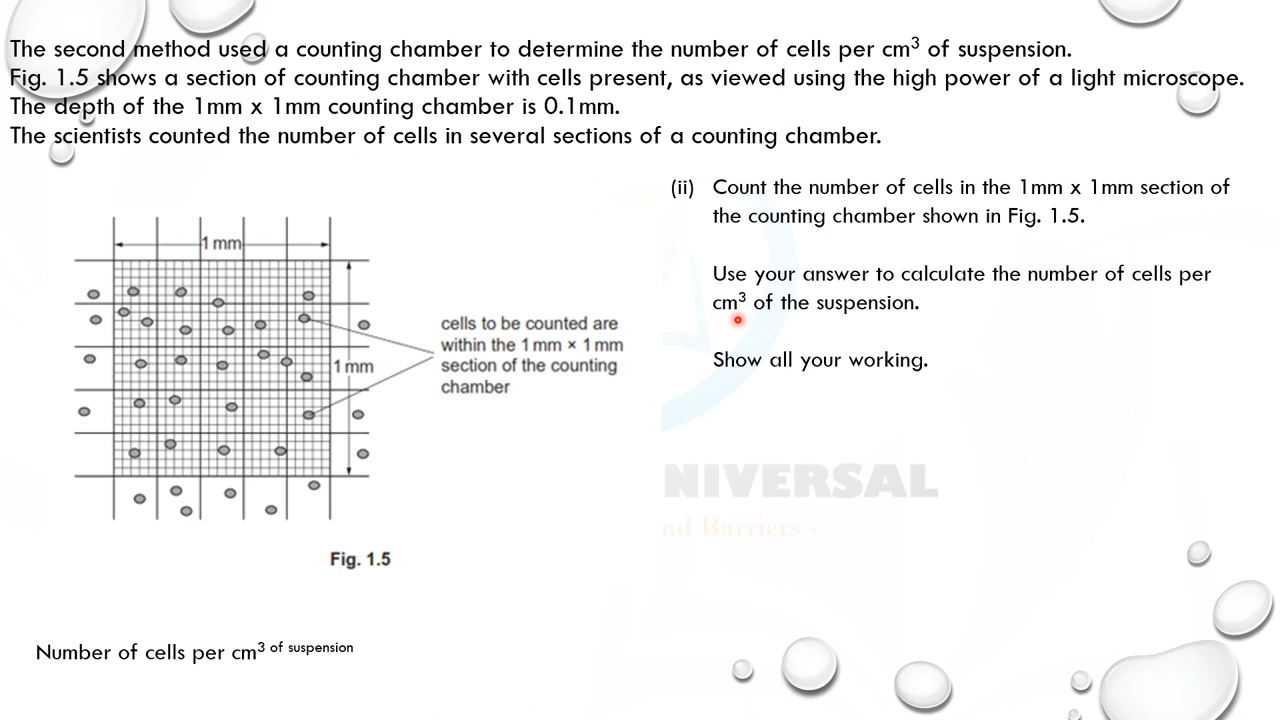 The second method used a counting chamber to determine the number of cells per cm³ of suspension.
Fig. 1.5 shows a section of counting chamber with cells present, as viewed using the high power of a light microscope.
The depth of the 1mm x 1mm counting chamber is 0.1mm.
The scientists counted the number of cells in several sections of a counting chamber.
(ii) Count the number of cells in the 1mm x 1mm section of
the counting chamber shown in Fig. 1.5.
Use your answer to calculate the number of cells per
cm³ of the suspension.
Show all your working.
1 mm
cells to be counted are
within the 1 mm × 1 mm
section of the counting
chamber
1 mm
Fig. 1.5
NIVERSAL
nd Barriers -
Number of cells per cm³ of suspension